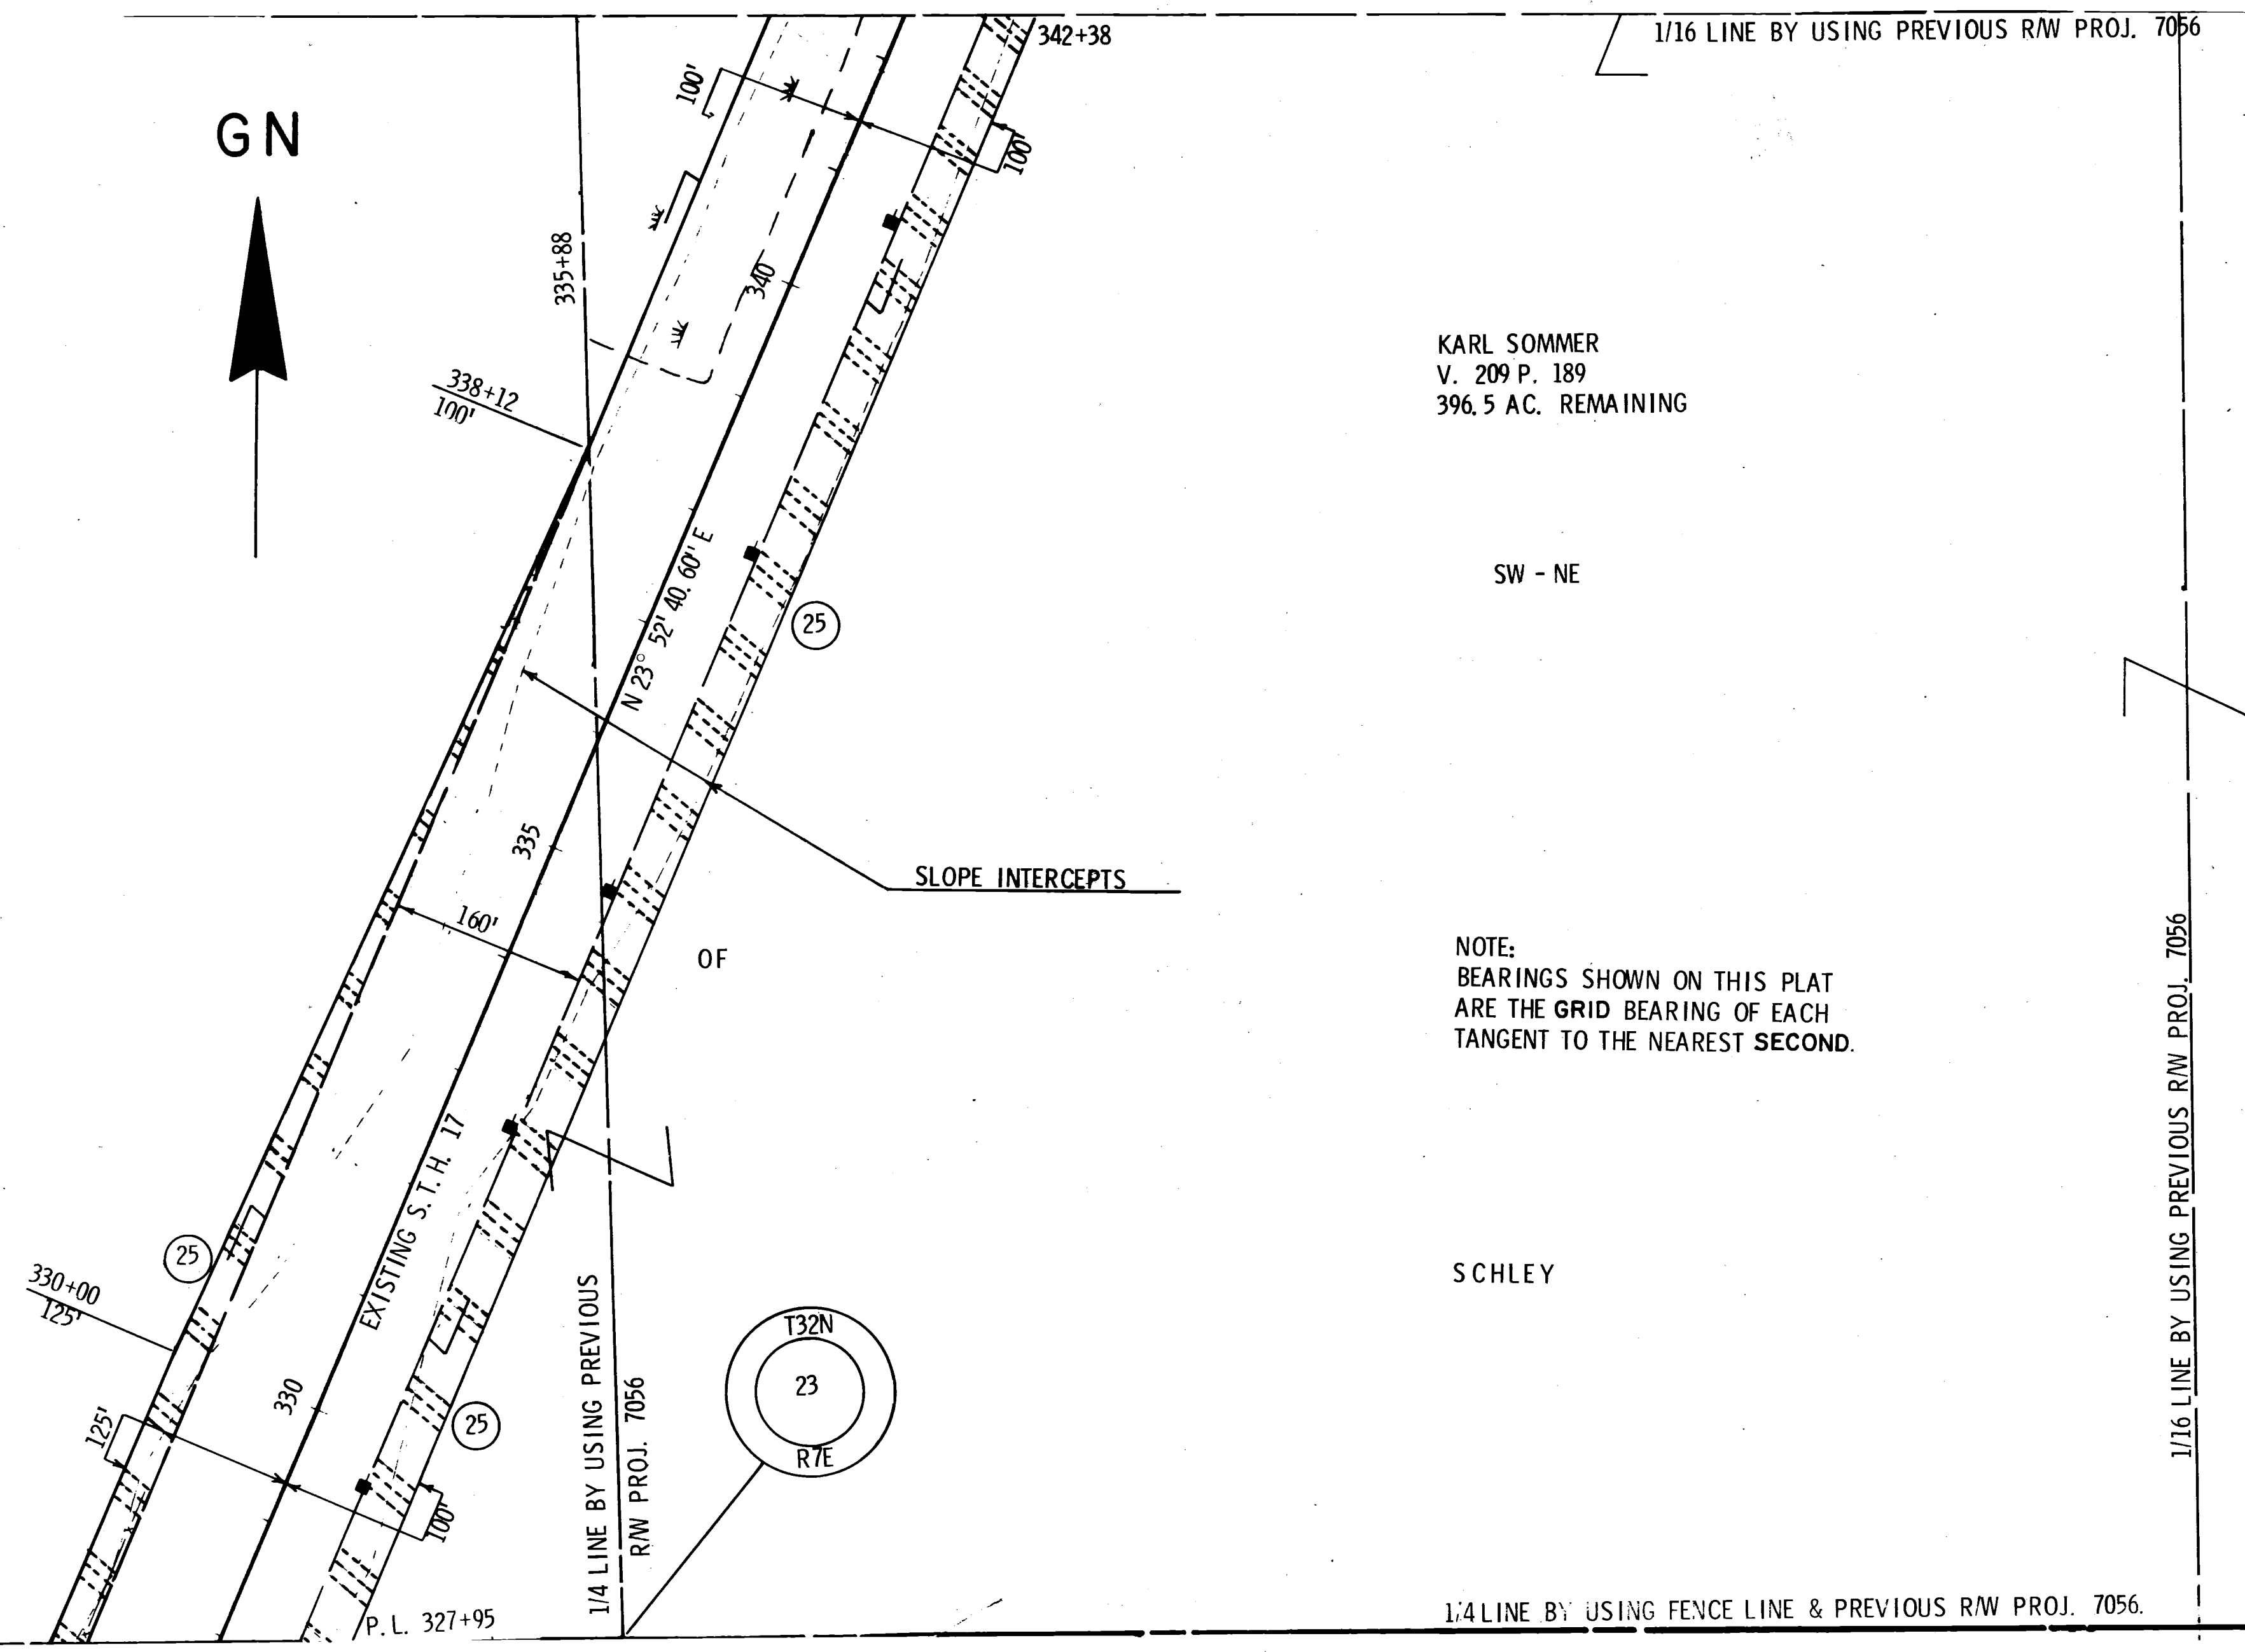 342+38
1/16 LINE BY USING PREVIOUS R/W PROJ. 7056
100'
GN
100'
335+88
340
KARL SOMMER
V. 209 P. 189
396.5 AC. REMAINING
338+12
100'
SW - NE
N 23° 52' 40.60" E
25
335
SLOPE INTERCEPTS
160'
OF
NOTE:
BEARINGS SHOWN ON THIS PLAT
ARE THE GRID BEARING OF EACH
TANGENT TO THE NEAREST SECOND.
1/16 LINE BY USING PREVIOUS R/W PROJ. 7056
EXISTING S.T.H. 17
25
330+00
125'
SCHLEY
T32N
23
R7E
330
25
125'
100'
1/4 LINE BY USING PREVIOUS
R/W PROJ. 7056
P.L. 327+95
1/4 LINE BY USING FENCE LINE & PREVIOUS R/W PROJ. 7056.